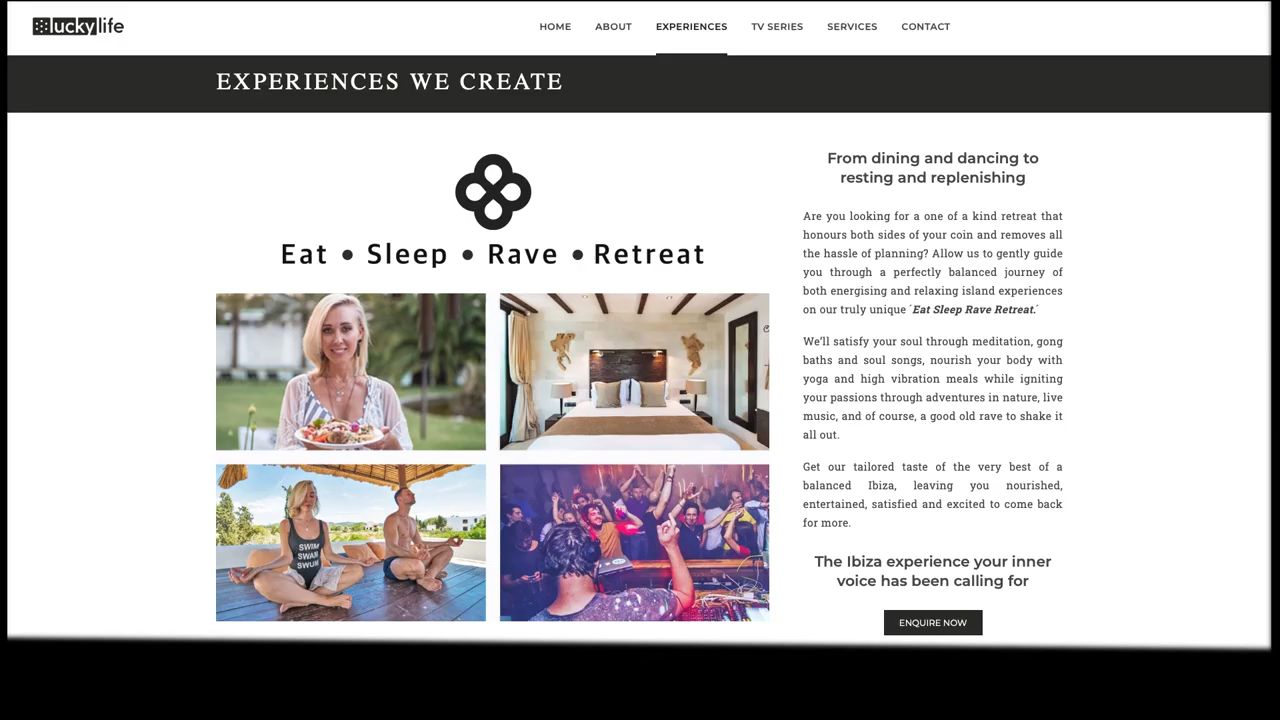 luckylife
HOME ABOUT EXPERIENCES TV SERIES SERVICES CONTACT
EXPERIENCES WE CREATE
Eat • Sleep • Rave • Retreat
SWIM
SWAM
SWUM
From dining and dancing to
resting and replenishing
Are you looking for a one of a kind retreat that
honours both sides of your coin and removes all
the hassle of planning? Allow us to gently guide
you through a perfectly balanced journey of
both energising and relaxing island experiences
on our truly unique ´Eat Sleep Rave Retreat.´
We’ll satisfy your soul through meditation, gong
baths and soul songs, nourish your body with
yoga and high vibration meals while igniting
your passions through adventures in nature, live
music, and of course, a good old rave to shake it
all out.
Get our tailored taste of the very best of a
balanced Ibiza, leaving you nourished,
entertained, satisfied and excited to come back
for more.
The Ibiza experience your inner
voice has been calling for
ENQUIRE NOW